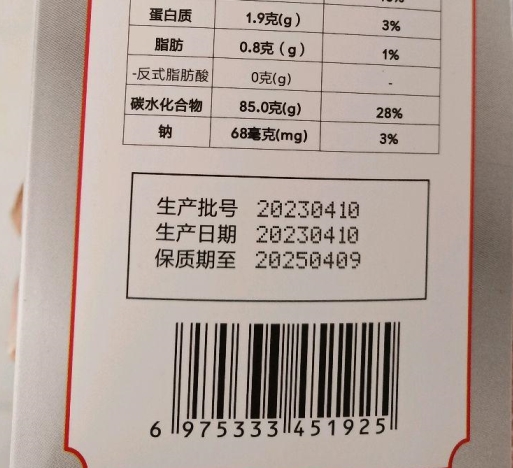 蛋白质 1.9克(g) 3%
脂肪 0.8克(g) 1%
-反式脂肪酸 0克(g) -
碳水化合物 85.0克(g) 28%
钠 68毫克(mg) 3%
生产批号 20230410
生产日期 20230410
保质期至 20250409
6 975333 451925